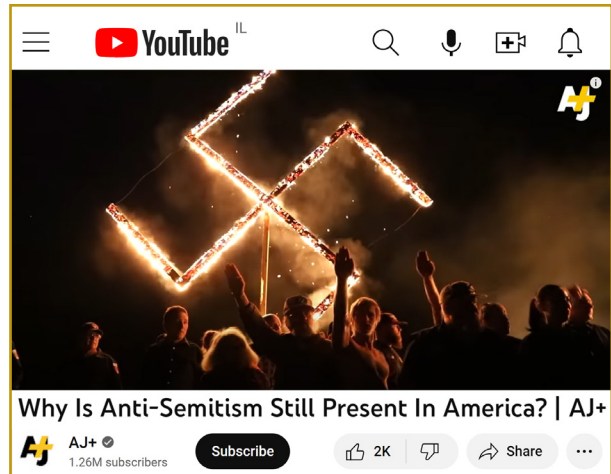 YouTube IL
AJ+
Why Is Anti-Semitism Still Present In America? | AJ+
AJ+
1.26M subscribers
Subscribe
2K
Share